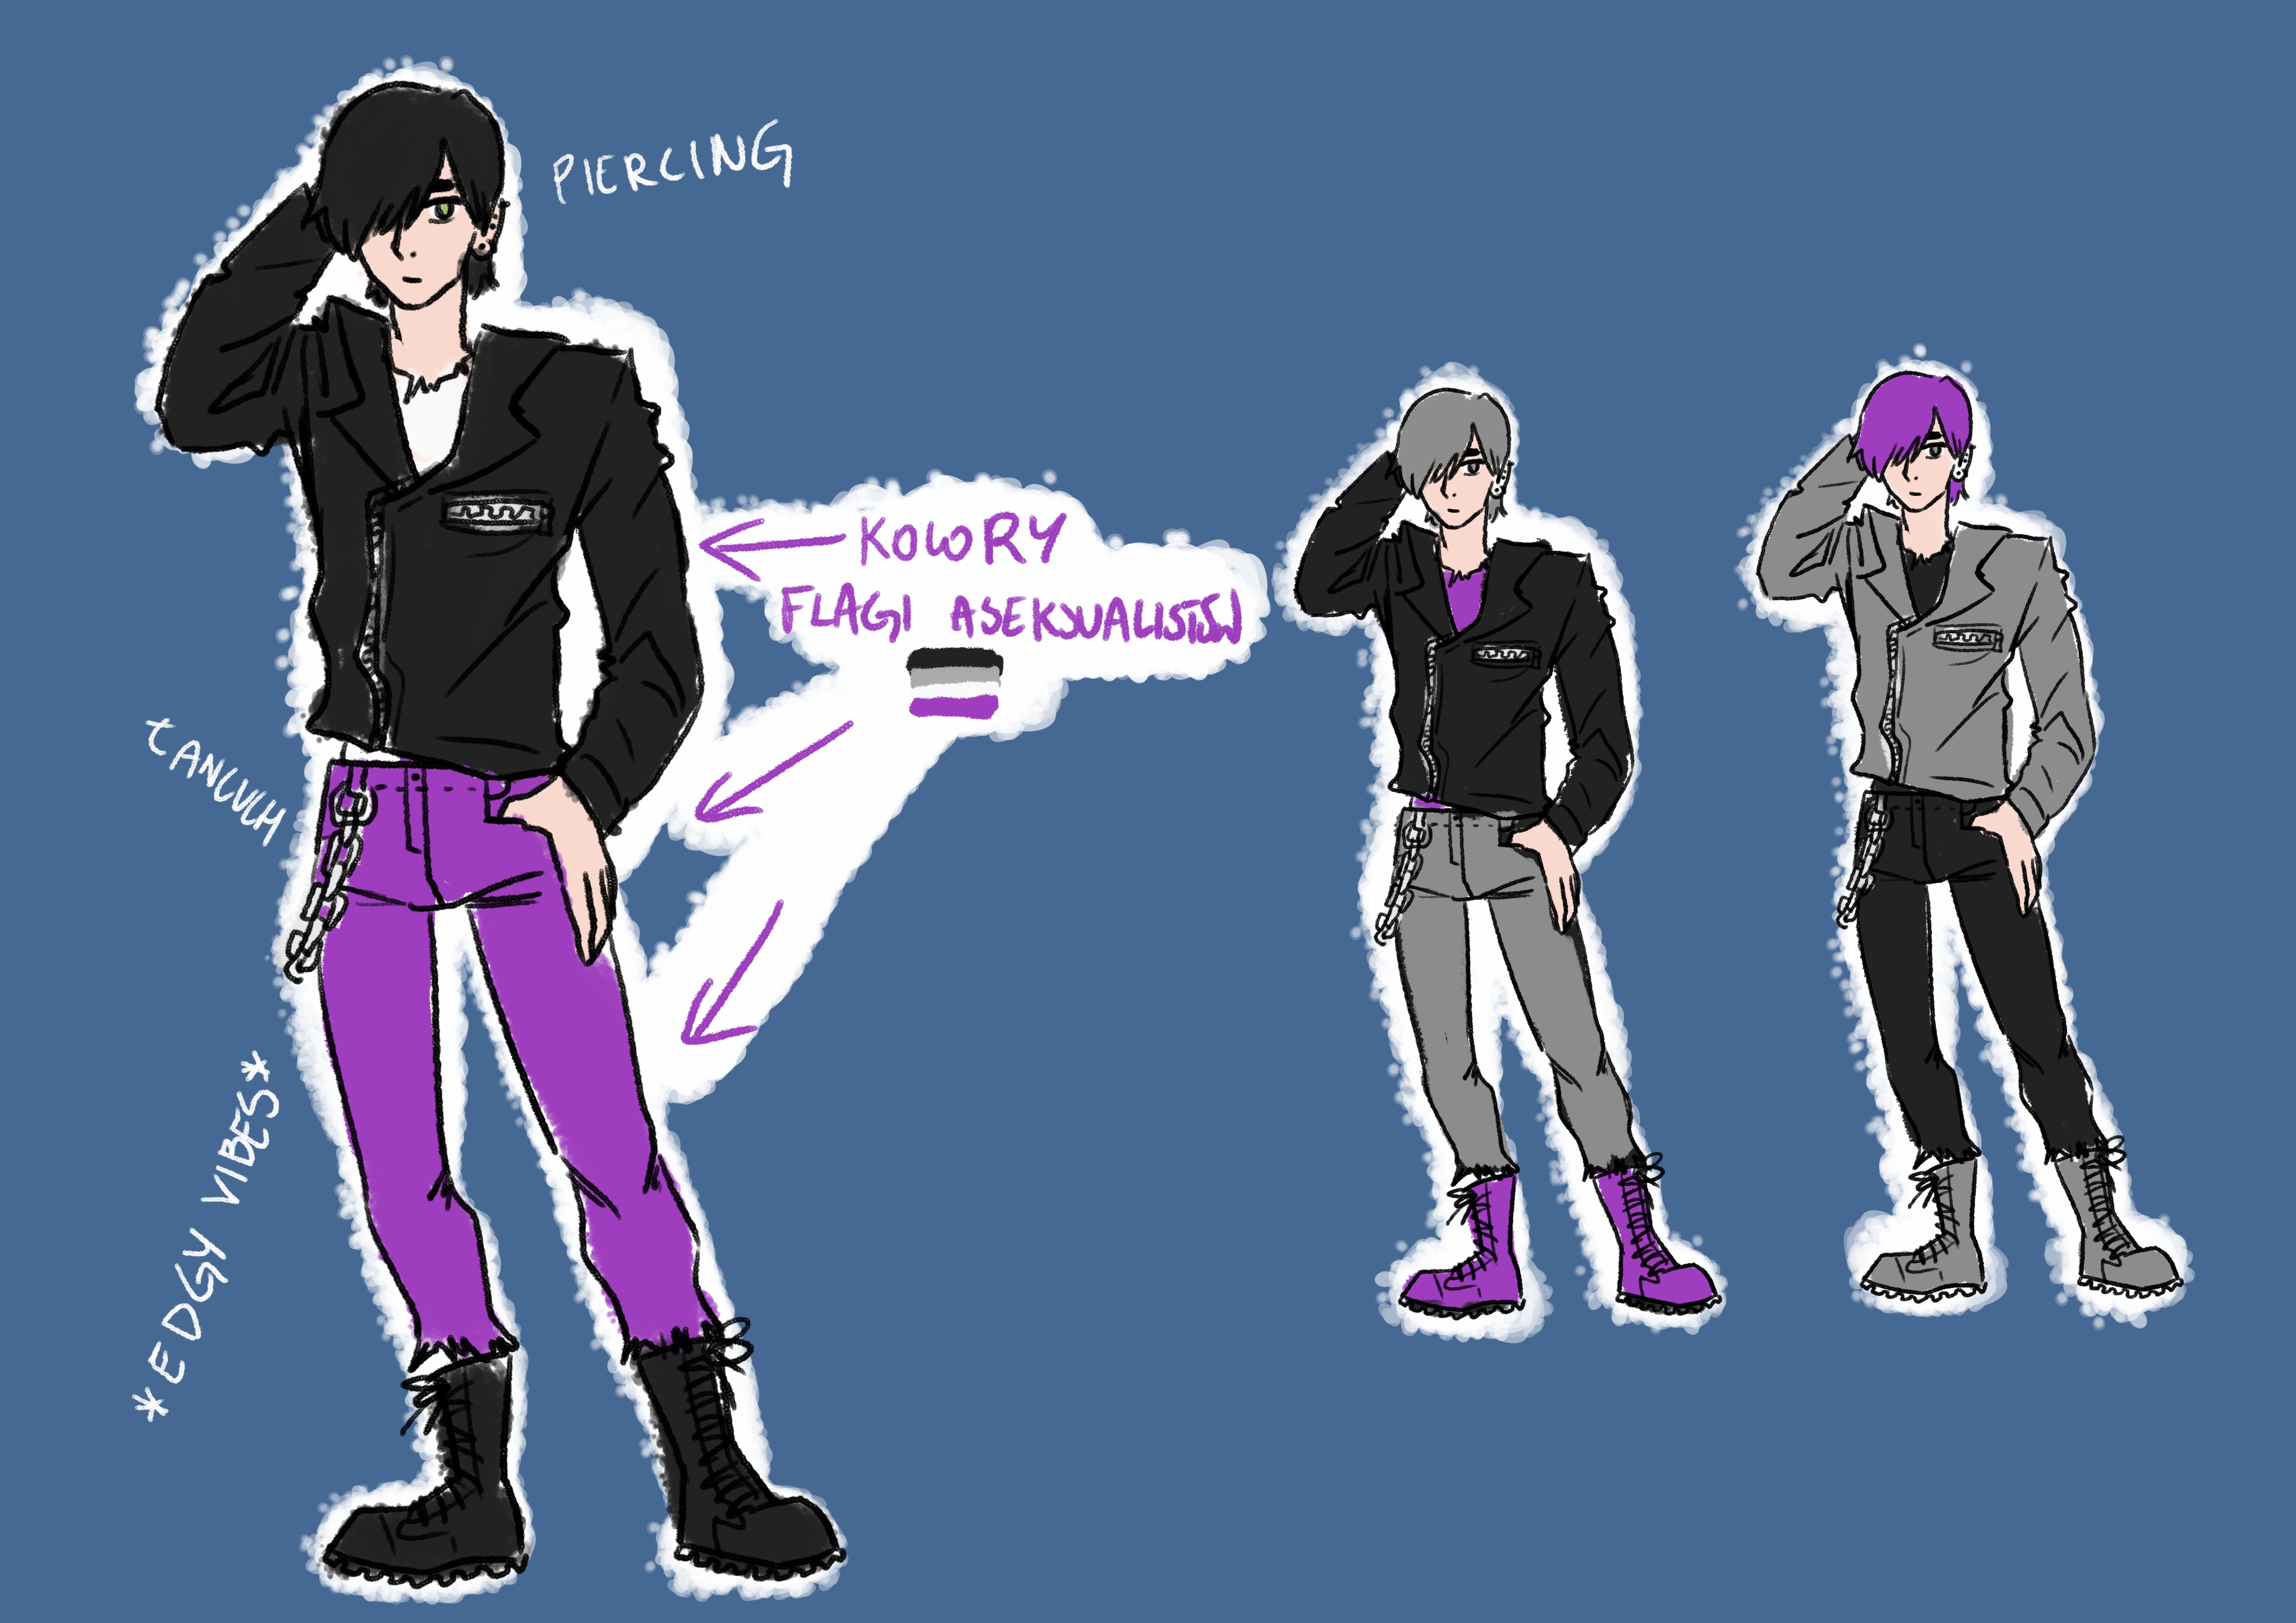 PIERCING
KOLORY
FLAGI ASEKSUALISTÓW
ŁAŃCUCH
*EDGY VIBES*